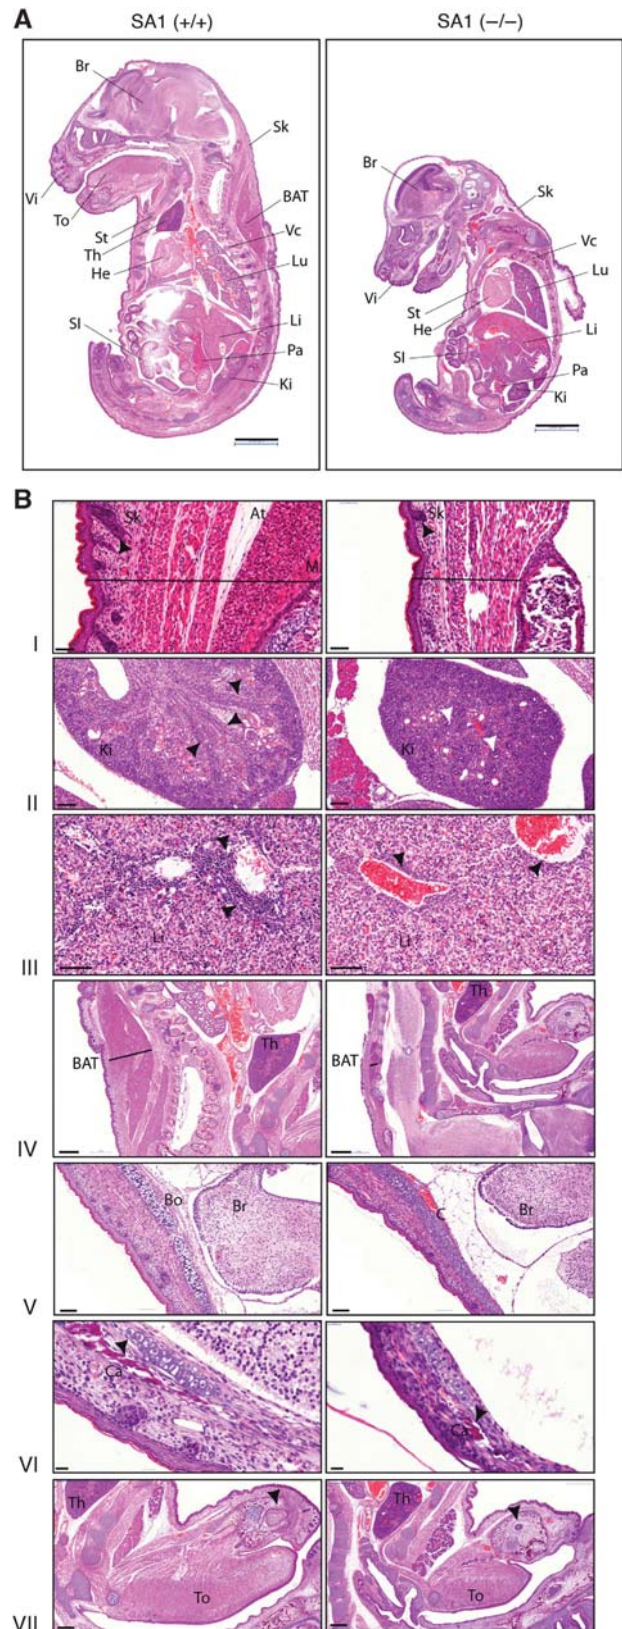 A
SA1 (+/+)
SA1 (−/−)
Br
Sk
Vi
To
BAT
St
Vc
Th
Lu
He
SI
Li
Pa
Ki
Br
Sk
Vc
Vi
Lu
St
He
Li
SI
Pa
Ki
B
I
Sk
At
M
Sk
II
Ki
Ki
III
Li
Li
IV
BAT
Th
BAT
Th
V
Bo
Br
C
Br
VI
Ca
Ca
VII
Th
To
Th
To